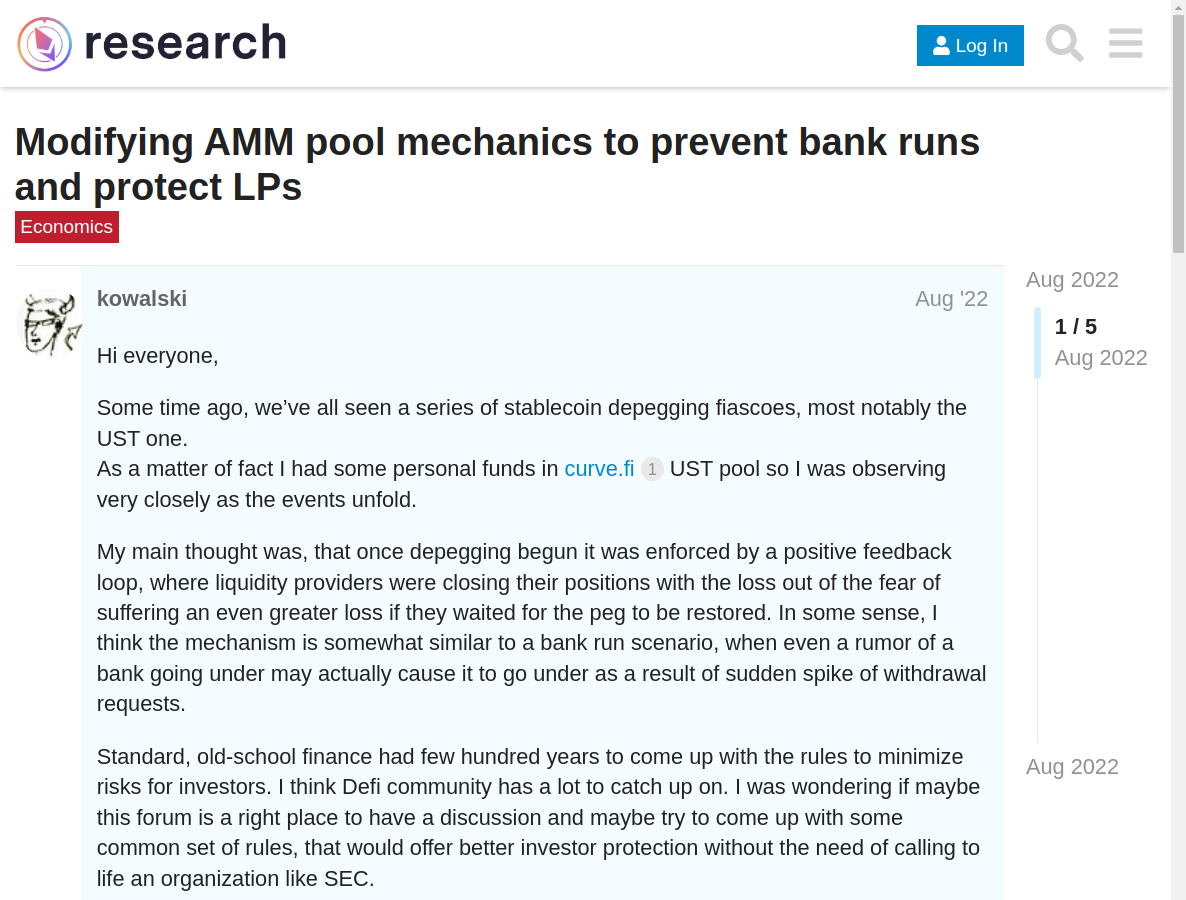 research
Log In
Modifying AMM pool mechanics to prevent bank runs
and protect LPs
Economics
kowalski
Aug '22
Hi everyone,
Some time ago, we’ve all seen a series of stablecoin depegging fiascoes, most notably the
UST one.
As a matter of fact I had some personal funds in curve.fi 1 UST pool so I was observing
very closely as the events unfold.
My main thought was, that once depegging begun it was enforced by a positive feedback
loop, where liquidity providers were closing their positions with the loss out of the fear of
suffering an even greater loss if they waited for the peg to be restored. In some sense, I
think the mechanism is somewhat similar to a bank run scenario, when even a rumor of a
bank going under may actually cause it to go under as a result of sudden spike of withdrawal
requests.
Standard, old-school finance had few hundred years to come up with the rules to minimize
risks for investors. I think Defi community has a lot to catch up on. I was wondering if maybe
this forum is a right place to have a discussion and maybe try to come up with some
common set of rules, that would offer better investor protection without the need of calling to
life an organization like SEC.
Aug 2022
1 / 5
Aug 2022
Aug 2022